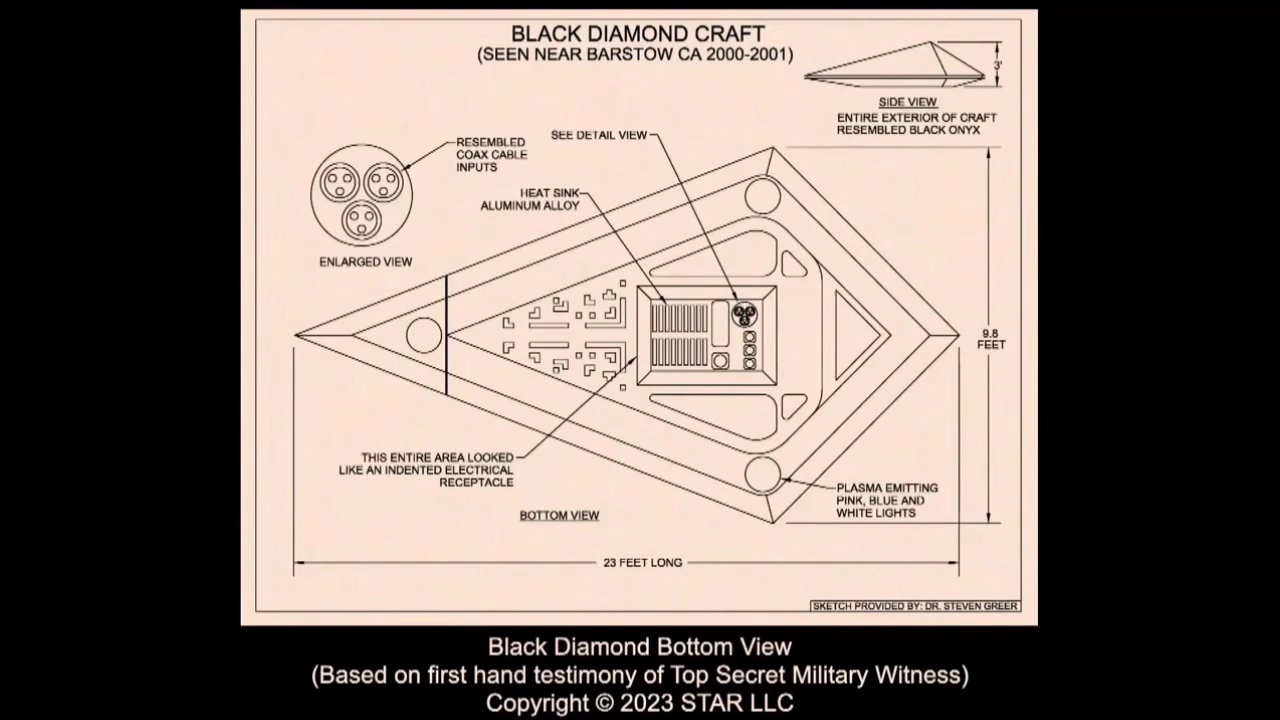 BLACK DIAMOND CRAFT
(SEEN NEAR BARSTOW CA 2000-2001)
3'
SIDE VIEW
ENTIRE EXTERIOR OF CRAFT
RESEMBLED BLACK ONYX
SEE DETAIL VIEW
RESEMBLED
COAX CABLE
INPUTS
HEAT SINK
ALUMINUM ALLOY
ENLARGED VIEW
9.8
FEET
THIS ENTIRE AREA LOOKED
LIKE AN INDENTED ELECTRICAL
RECEPTACLE
PLASMA EMITTING
PINK, BLUE AND
WHITE LIGHTS
BOTTOM VIEW
23 FEET LONG
SKETCH PROVIDED BY: DR. STEVEN GREER
Black Diamond Bottom View
(Based on first hand testimony of Top Secret Military Witness)
Copyright © 2023 STAR LLC